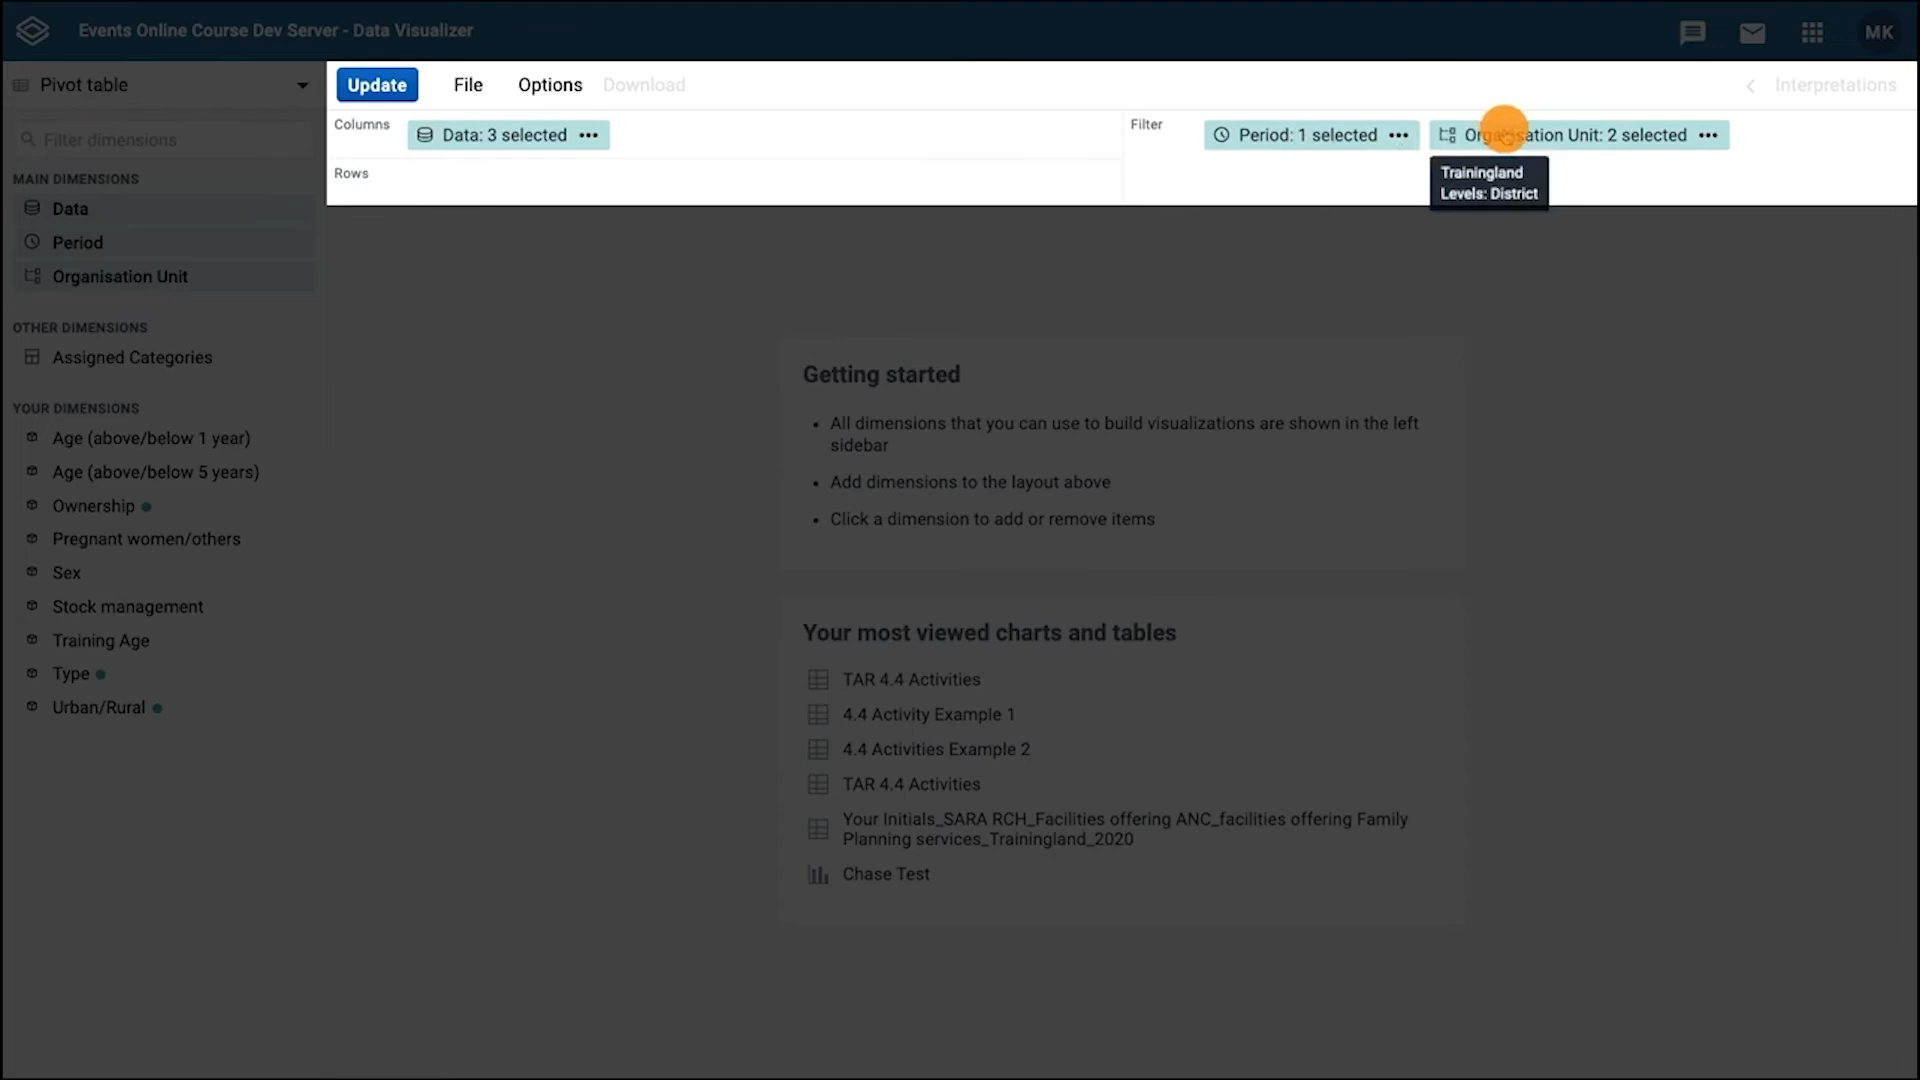 Events Online Course Dev Server - Data Visualizer
MK
Pivot table
Update
File
Options
Download
Interpretations
Filter dimensions
Columns
Data: 3 selected
Rows
Filter
Period: 1 selected
Organisation Unit: 2 selected
Trainingland
Levels: District
MAIN DIMENSIONS
Data
Period
Organisation Unit
OTHER DIMENSIONS
Assigned Categories
YOUR DIMENSIONS
Age (above/below 1 year)
Age (above/below 5 years)
Ownership
Pregnant women/others
Sex
Stock management
Training Age
Type
Urban/Rural
Getting started
All dimensions that you can use to build visualizations are shown in the left
sidebar
Add dimensions to the layout above
Click a dimension to add or remove items
Your most viewed charts and tables
TAR 4.4 Activities
4.4 Activity Example 1
4.4 Activities Example 2
TAR 4.4 Activities
Your Initials_SARA RCH_Facilities offering ANC_facilities offering Family
Planning services_Trainingland_2020
Chase Test